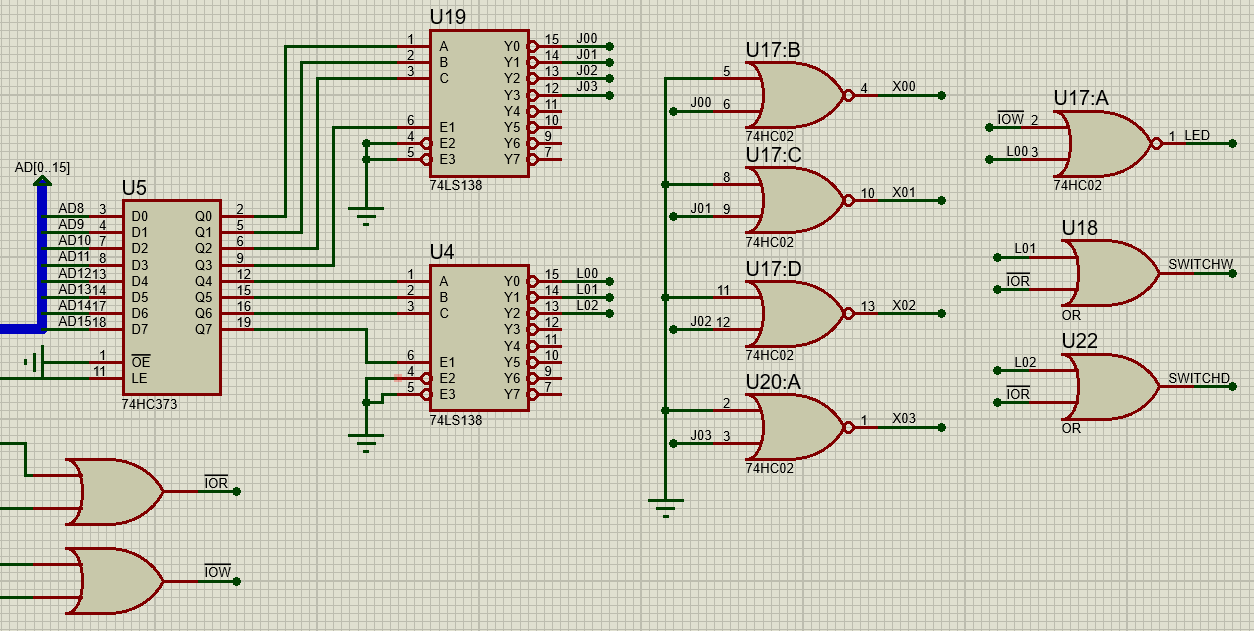 AD[0..15]
U5
AD8 3 D0 Q0 2
AD9 4 D1 Q1 5
AD10 7 D2 Q2 6
AD11 8 D3 Q3 9
AD12 13 D4 Q4 12
AD13 14 D5 Q5 15
AD14 17 D6 Q6 16
AD15 18 D7 Q7 19
1 OE
11 LE
74HC373
IOR
IOW
U19
1 A Y0 15 J00
2 B Y1 14 J01
3 C Y2 13 J02
Y3 12 J03
Y4 11
6 E1 Y5 10
4 E2 Y6 9
5 E3 Y7 7
74LS138
U4
1 A Y0 15 L00
2 B Y1 14 L01
3 C Y2 13 L02
Y3 12
Y4 11
6 E1 Y5 10
4 E2 Y6 9
5 E3 Y7 7
74LS138
U17:B
5
4 X00
J00 6
74HC02
U17:C
8
10 X01
J01 9
74HC02
U17:D
11
13 X02
J02 12
74HC02
U20:A
2
1 X03
J03 3
74HC02
U17:A
IOW 2
1 LED
L00 3
74HC02
U18
L01
SWITCHW
IOR
OR
U22
L02
SWITCHD
IOR
OR